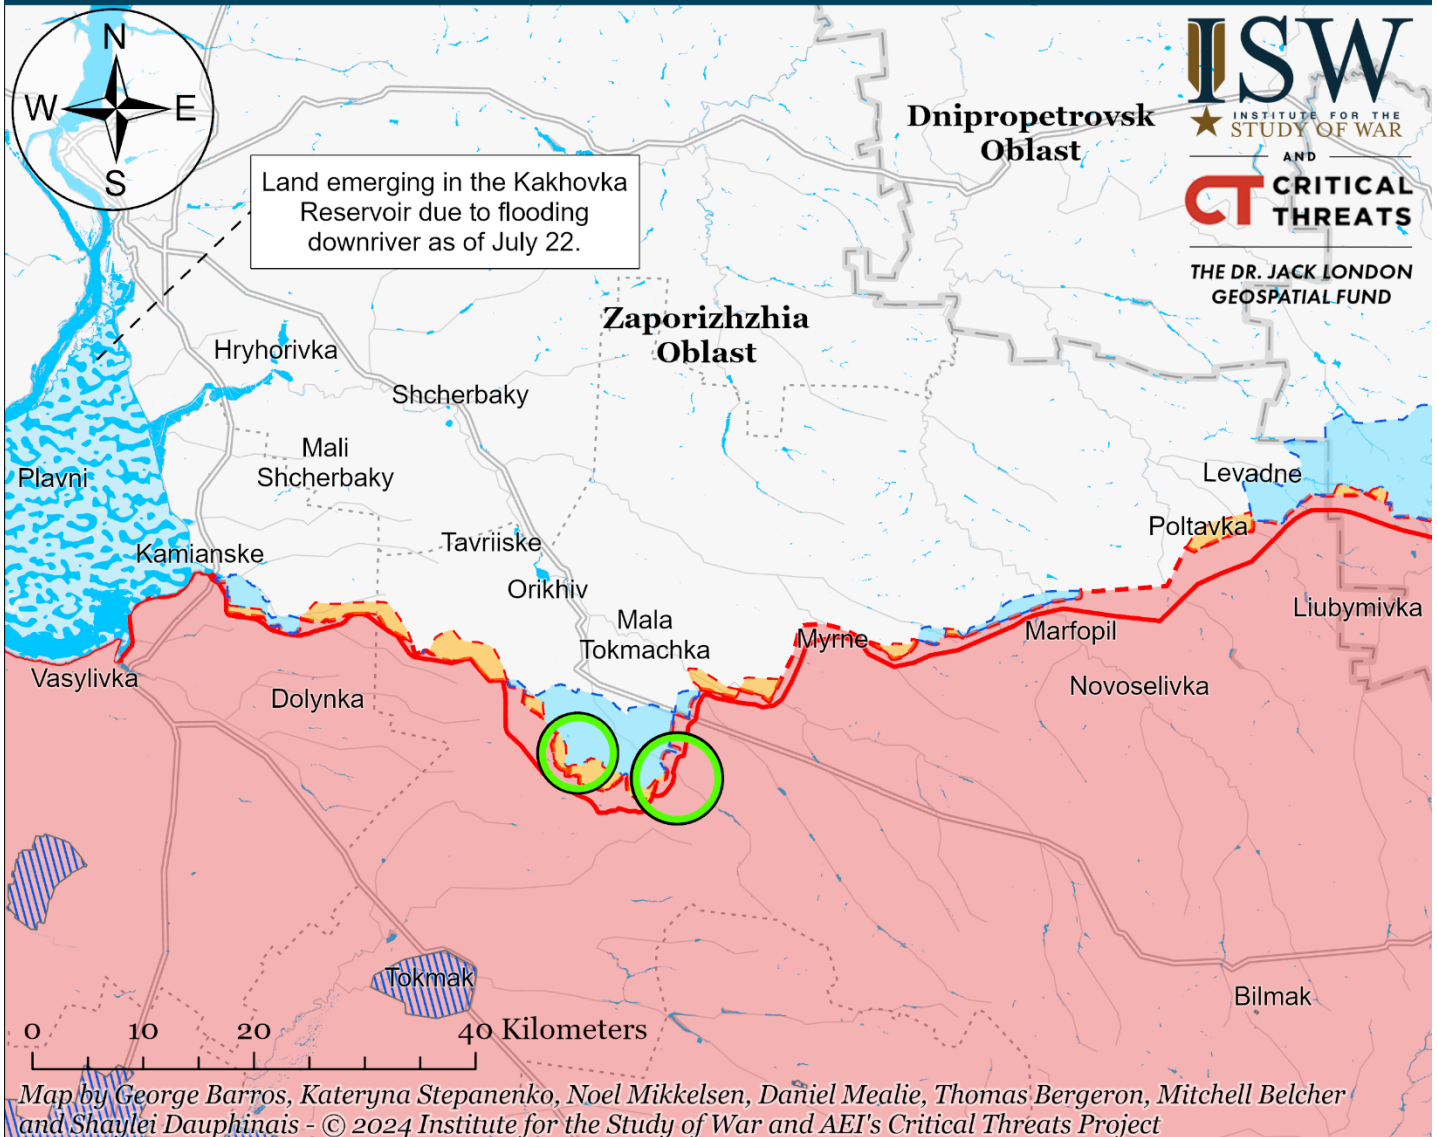 N
W
E
S
ISW
INSTITUTE FOR THE
STUDY OF WAR
AND
CT CRITICAL
THREATS
THE DR. JACK LONDON
GEOSPATIAL FUND
Dnipropetrovsk
Oblast
Land emerging in the Kakhovka
Reservoir due to flooding
downriver as of July 22.
Zaporizhzhia
Oblast
Hryhorivka
Shcherbaky
Mali
Shcherbaky
Plavni
Levadne
Poltavka
Tavriiske
Kamianske
Orikhiv
Mala
Tokmachka
Myrne
Marfopil
Liubymivka
Vasylivka
Dolynka
Novoselivka
Tokmak
Bilmak
0 10 20 40 Kilometers
Map by George Barros, Kateryna Stepanenko, Noel Mikkelsen, Daniel Mealie, Thomas Bergeron, Mitchell Belcher
and Shaylei Dauphinais - © 2024 Institute for the Study of War and AEI's Critical Threats Project